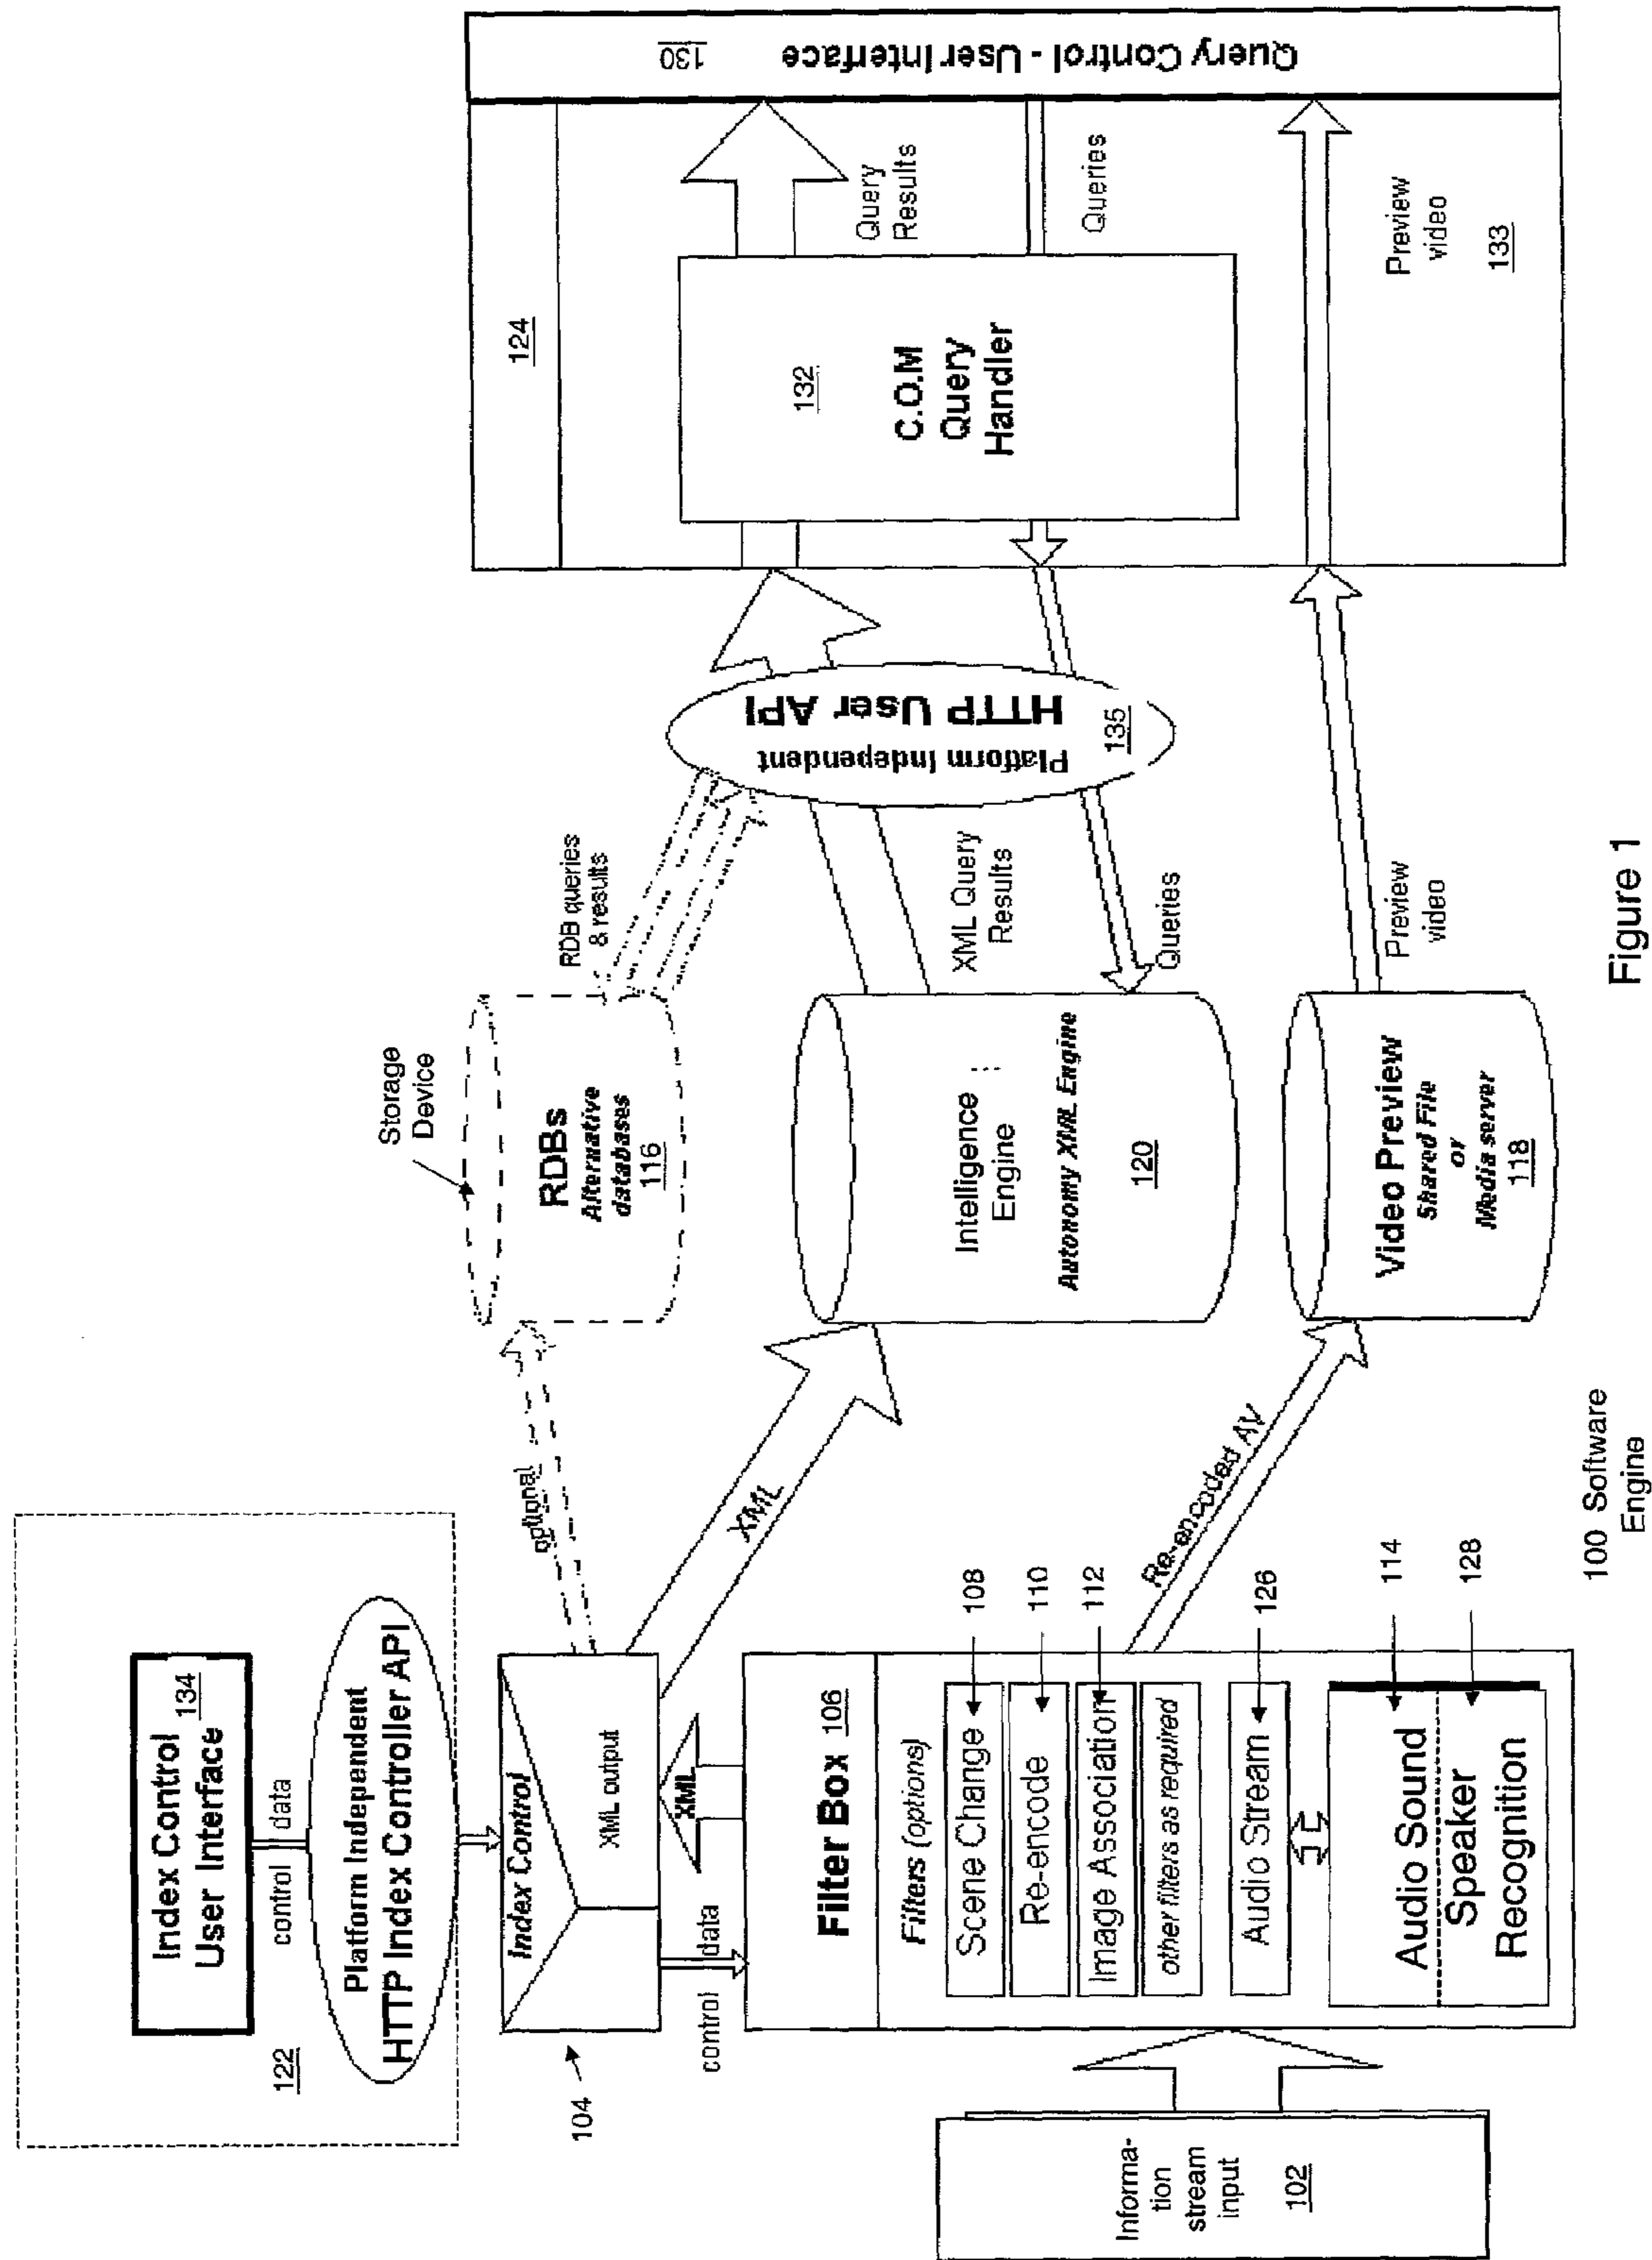 Index Control
User Interface
134
control
data
122
Platform Independent
HTTP Index Controller API
Index Control
XML output
104
control
data
XML
optional
XML
Filter Box 106
Filters (options)
Scene Change
108
Re-encode
110
Image Association
112
other filters as required
Audio Stream
126
Audio Sound
114
Speaker
Recognition
128
Informa-
tion
stream
input
102
Re-encoded AV
Storage
Device
RDBs
Alternative
databases
116
RDB queries
& results
Intelligence
Engine
Autonomy XML Engine
120
XML Query
Results
Queries
Video Preview
Shared File
or
Media server
118
Preview
video
Platform Independent
HTTP User API
135
124
132
C.O.M
Query
Handler
Query
Results
Queries
Preview
video
133
130
Query Control - User Interface
100 Software
Engine
Figure 1